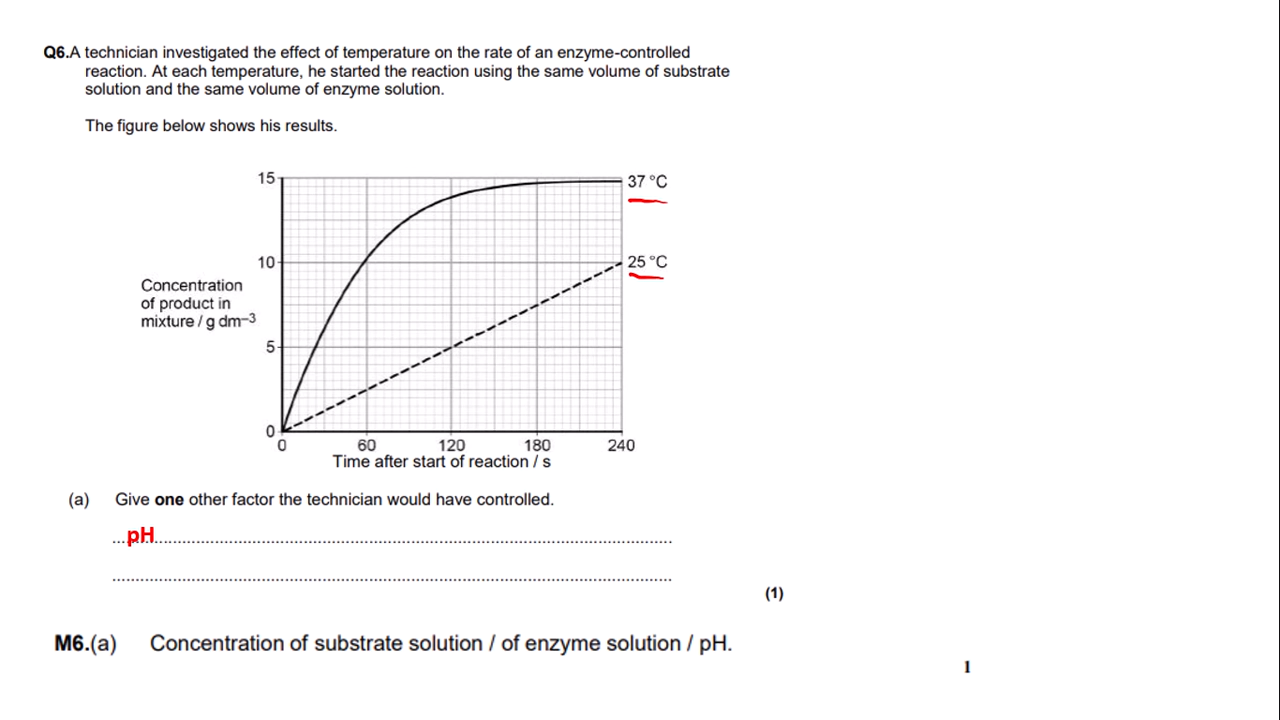 Q6.A technician investigated the effect of temperature on the rate of an enzyme-controlled
reaction. At each temperature, he started the reaction using the same volume of substrate
solution and the same volume of enzyme solution.
The figure below shows his results.
15
37 °C
10
25 °C
Concentration
of product in
mixture / g dm−3
5
0
0 60 120 180 240
Time after start of reaction / s
(a) Give one other factor the technician would have controlled.
...pH........................................................................................................
................................................................................................................
(1)
M6.(a) Concentration of substrate solution / of enzyme solution / pH.
1